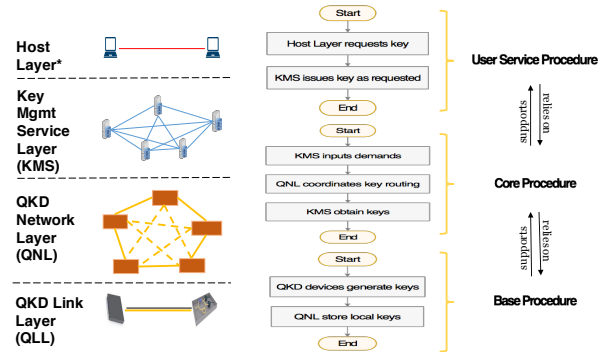 Host
Layer*
Key
Mgmt
Service
Layer
(KMS)
QKD
Network
Layer
(QNL)
QKD Link
Layer
(QLL)
Start
Host Layer requests key
KMS issues key as requested
End
Start
KMS inputs demands
QNL coordinates key routing
KMS obtain keys
End
Start
QKD devices generate keys
QNL store local keys
End
User Service Procedure
supports
relies on
Core Procedure
supports
relies on
Base Procedure